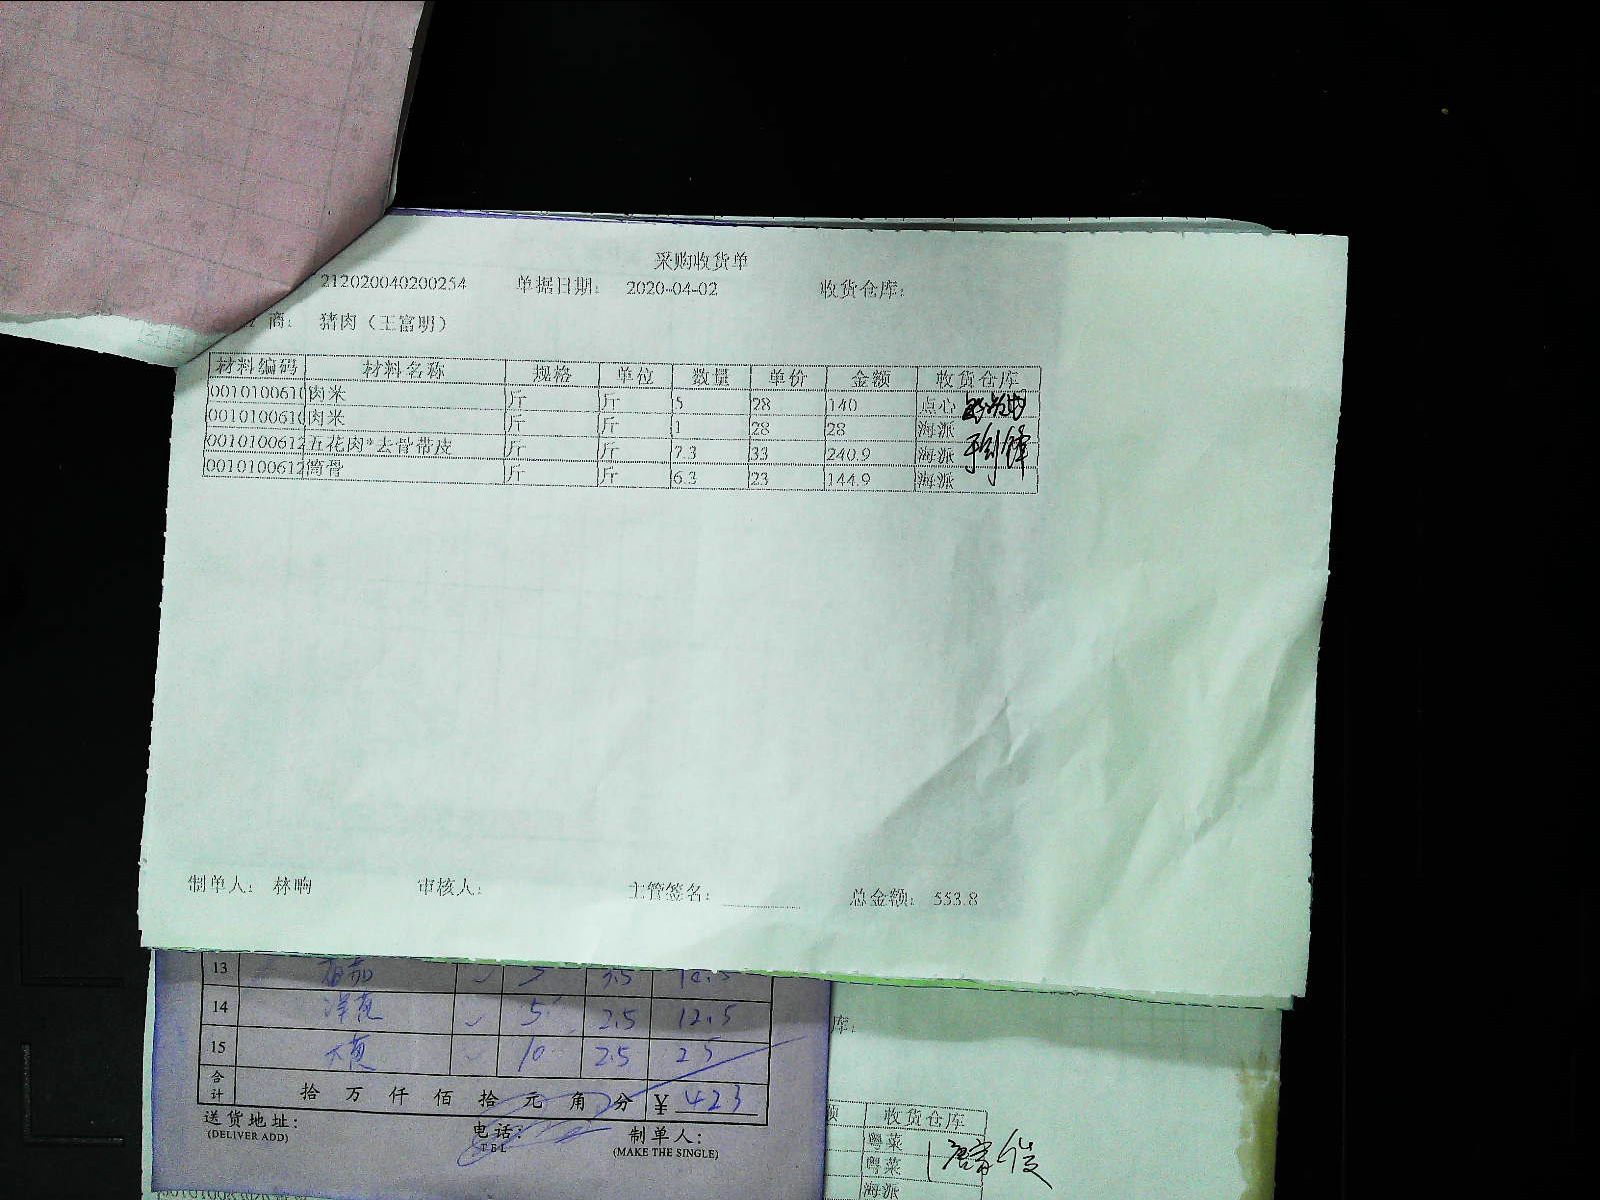 采购收货单
212020040200254 单据日期: 2020-04-02 收货仓库:
商: 猪肉(王富明)
材料编码 材料名称 规格 单位 数量 单价 金额 收货仓库
0010100610 肉米 斤 斤 5 28 140 点心
0010100610 肉米 斤 斤 1 28 28 海派
0010100612 五花肉*去骨带皮 斤 斤 7.3 33 240.9 海派
0010100612 筒骨 斤 斤 6.3 23 144.9 海派
制单人: 林晌 审核人: 主管签名: 总金额: 553.8
13 3.5
14 洋葱 5 2.5 12.5
15 大葱 10 2.5 25
合计 拾 万 仟 佰 拾 元 角 分 ¥ 423
送货地址: 电话: 制单人:
(DELIVER ADD) TEL (MAKE THE SINGLE)
库:
额 收货仓库
粤菜
粤菜
海派